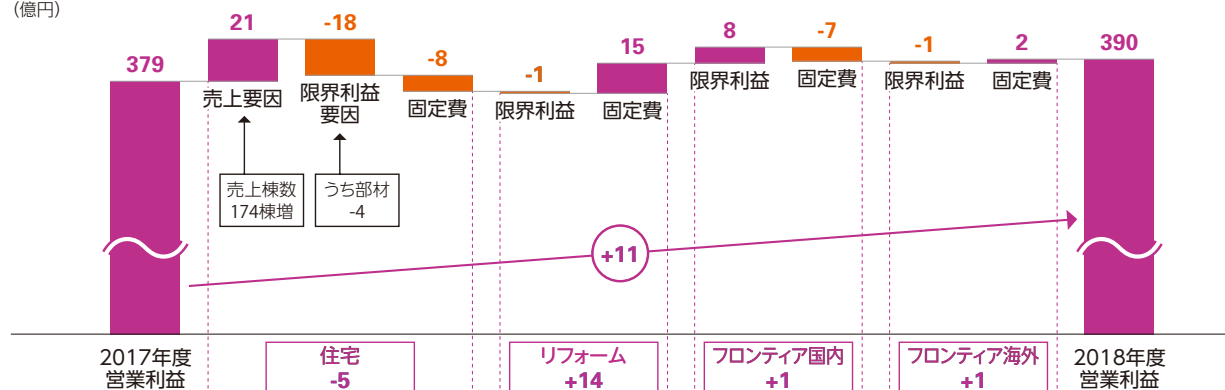 (億円)
379
21
-18
-8
-1
15
8
-7
-1
2
390
売上要因
限界利益
要因
固定費
限界利益
固定費
限界利益
固定費
限界利益
固定費
売上棟数
174棟増
うち部材
-4
+11
2017年度
営業利益
住宅
-5
リフォーム
+14
フロンティア国内
+1
フロンティア海外
+1
2018年度
営業利益